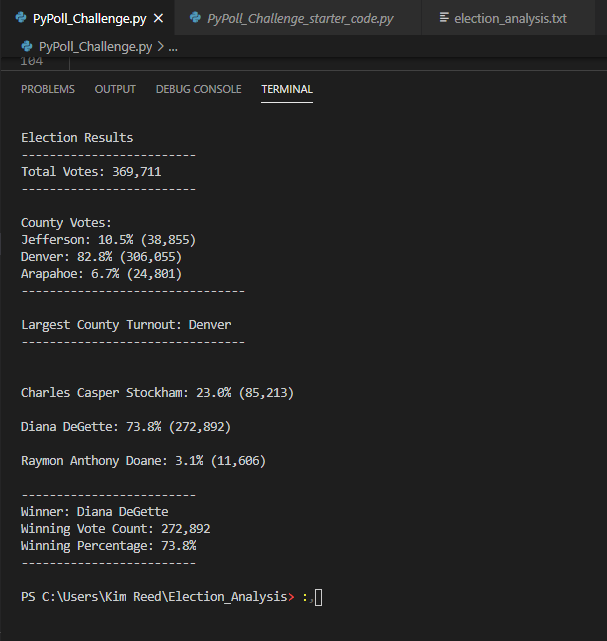 PyPoll_Challenge.py PyPoll_Challenge_starter_code.py election_analysis.txt
PyPoll_Challenge.py > ...
104
PROBLEMS OUTPUT DEBUG CONSOLE TERMINAL
Election Results
-------------------------
Total Votes: 369,711
-------------------------
County Votes:
Jefferson: 10.5% (38,855)
Denver: 82.8% (306,055)
Arapahoe: 6.7% (24,801)
--------------------------------
Largest County Turnout: Denver
--------------------------------
Charles Casper Stockham: 23.0% (85,213)
Diana DeGette: 73.8% (272,892)
Raymon Anthony Doane: 3.1% (11,606)
-------------------------
Winner: Diana DeGette
Winning Vote Count: 272,892
Winning Percentage: 73.8%
-------------------------
PS C:\Users\Kim Reed\Election_Analysis> :,